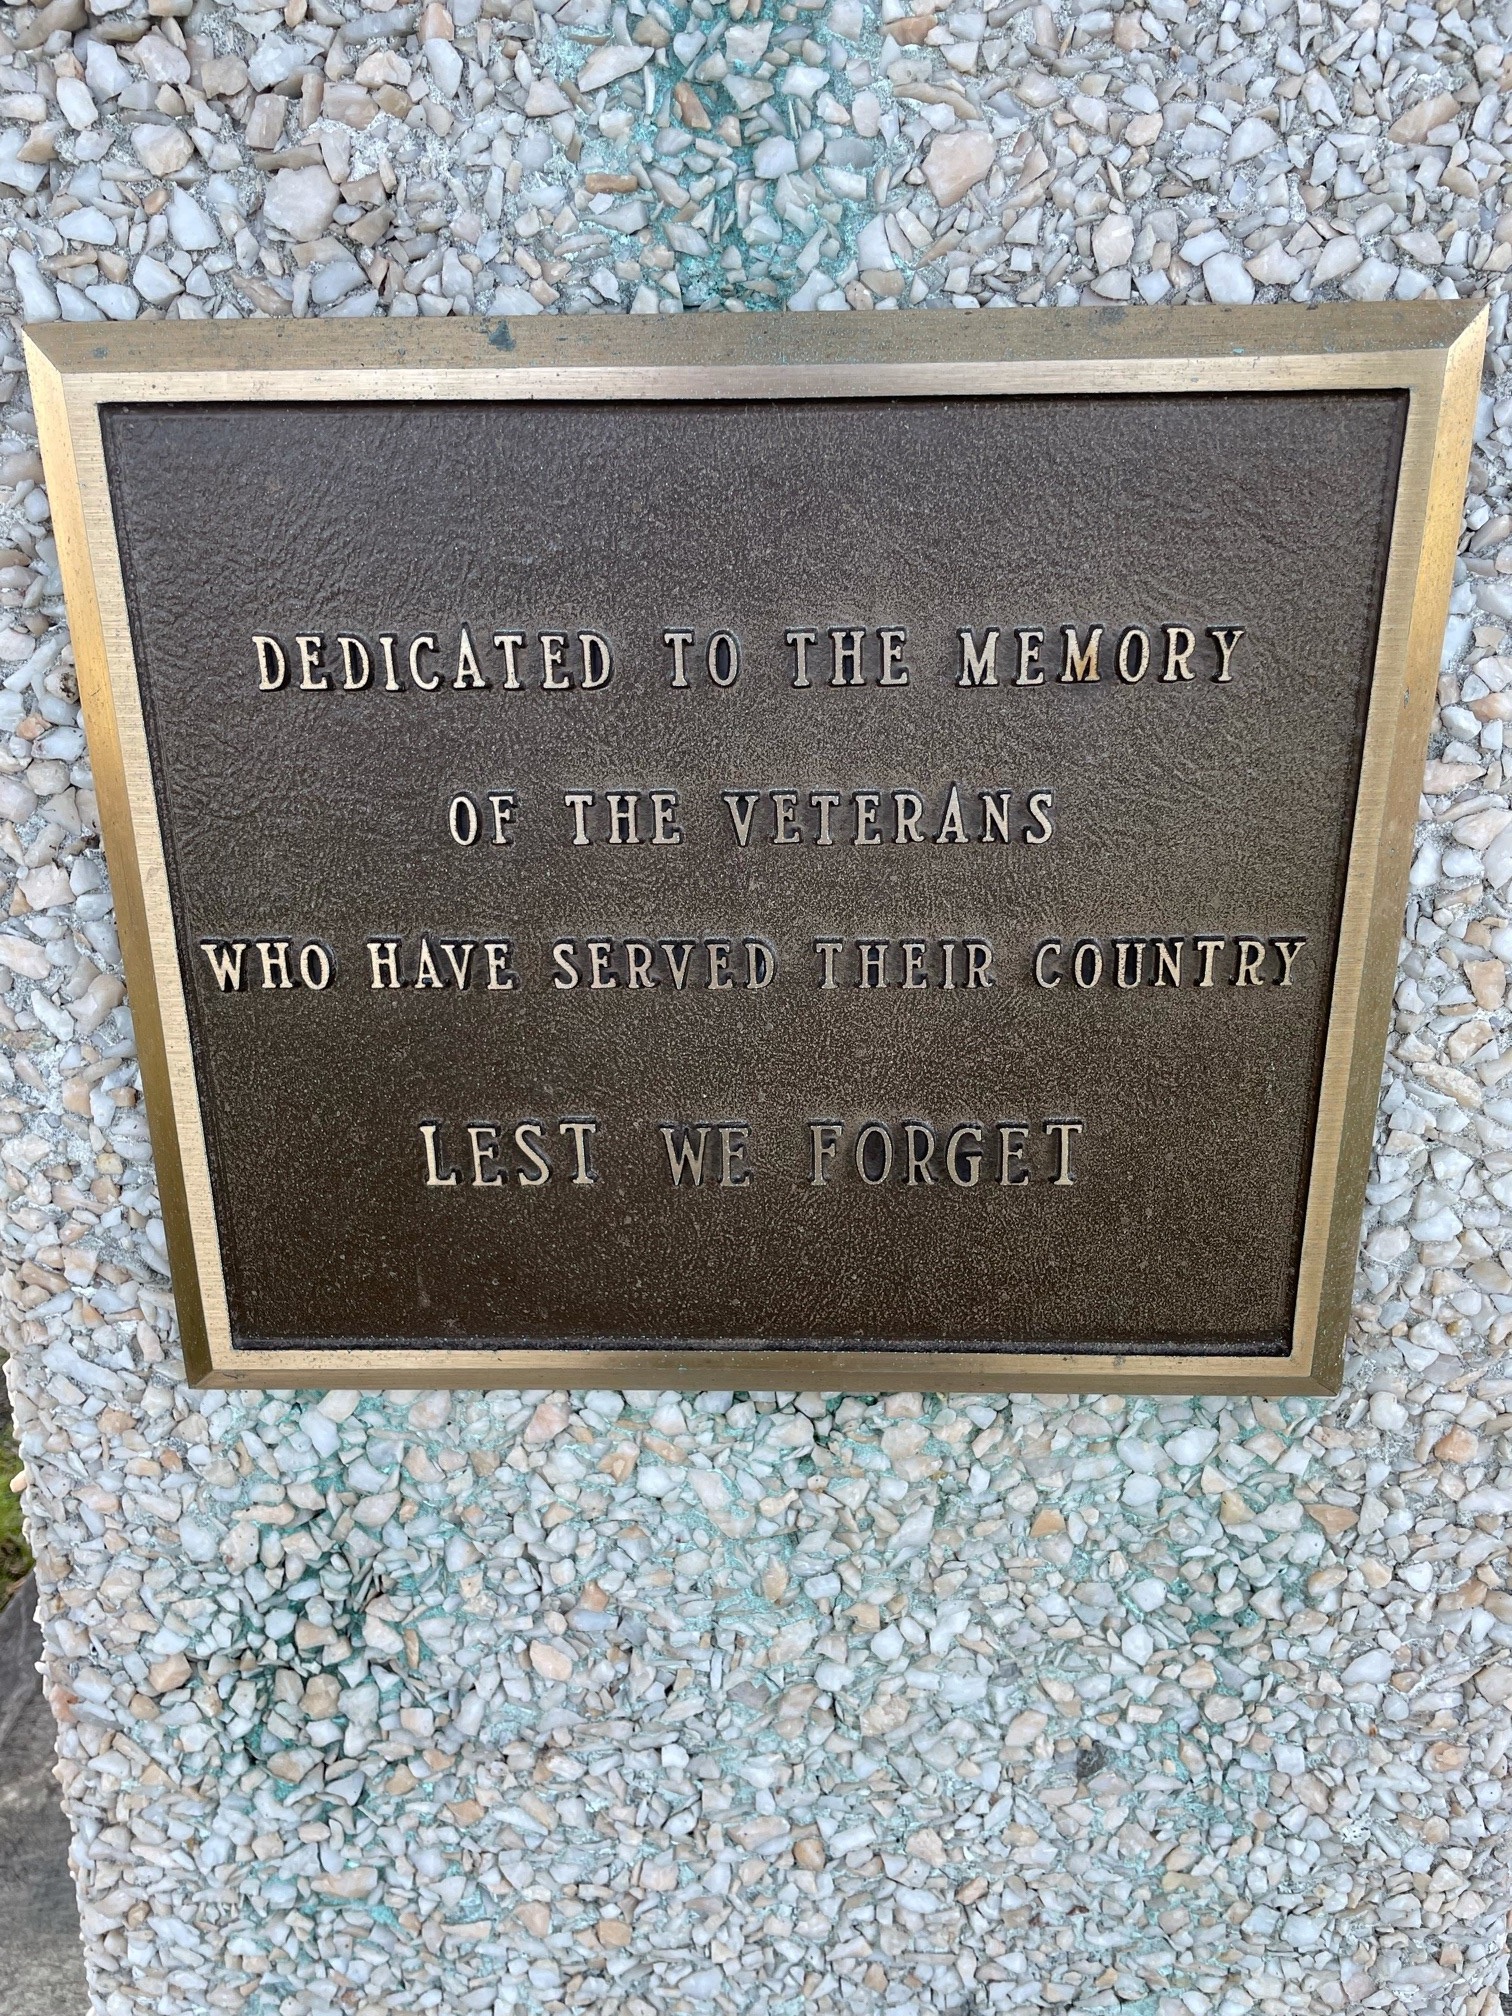 DEDICATED TO THE MEMORY
OF THE VETERANS
WHO HAVE SERVED THEIR COUNTRY
LEST WE FORGET